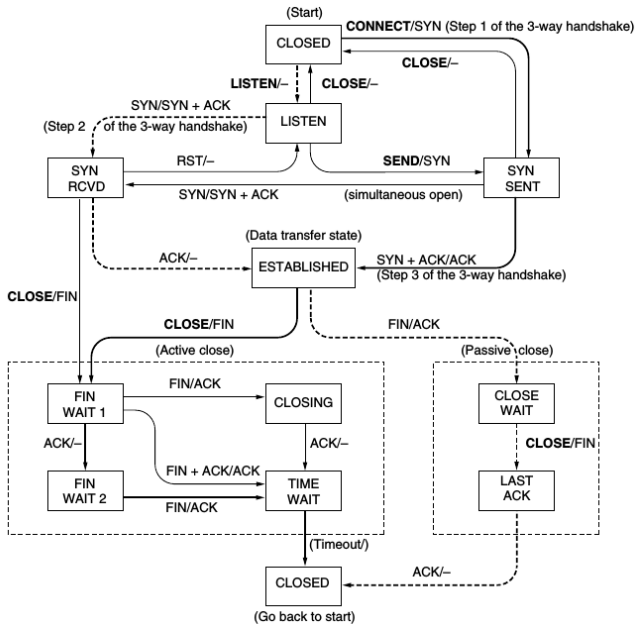 (Start)
CONNECT/SYN (Step 1 of the 3-way handshake)
CLOSED
CLOSE/–
LISTEN/–
CLOSE/–
SYN/SYN + ACK
(Step 2 of the 3-way handshake)
LISTEN
SYN
RCVD
RST/–
SEND/SYN
SYN
SENT
SYN/SYN + ACK
(simultaneous open)
(Data transfer state)
ACK/–
ESTABLISHED
SYN + ACK/ACK
(Step 3 of the 3-way handshake)
CLOSE/FIN
CLOSE/FIN
FIN/ACK
(Active close)
(Passive close)
FIN
WAIT 1
FIN/ACK
CLOSING
CLOSE
WAIT
ACK/–
ACK/–
CLOSE/FIN
FIN + ACK/ACK
FIN
WAIT 2
TIME
WAIT
LAST
ACK
FIN/ACK
(Timeout/)
CLOSED
ACK/–
(Go back to start)